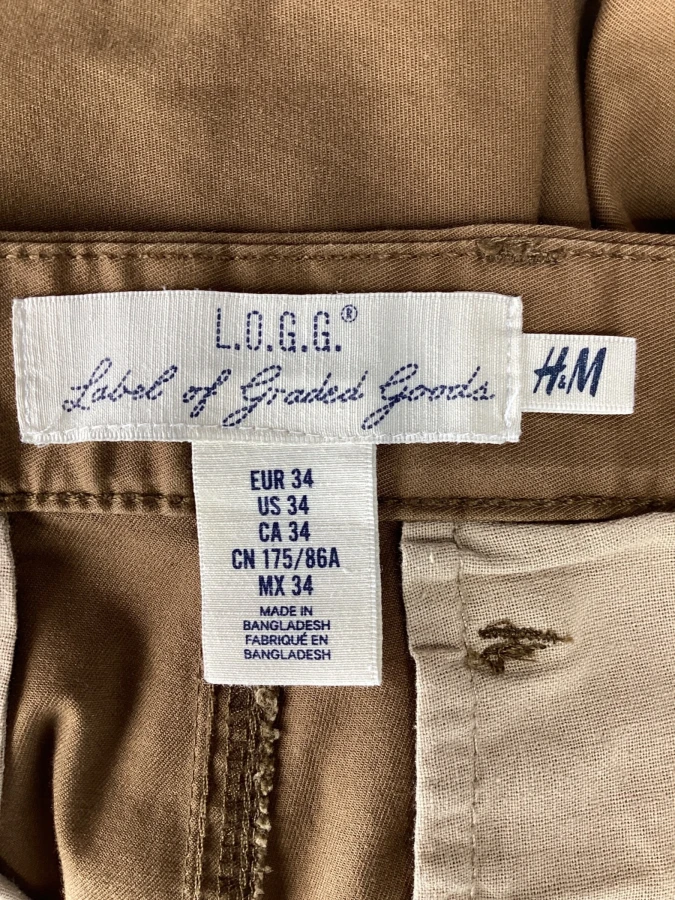 L.O.G.G.®
Label of Graded Goods
H&M
EUR 34
US 34
CA 34
CN 175/86A
MX 34
MADE IN
BANGLADESH
FABRIQUÉ EN
BANGLADESH